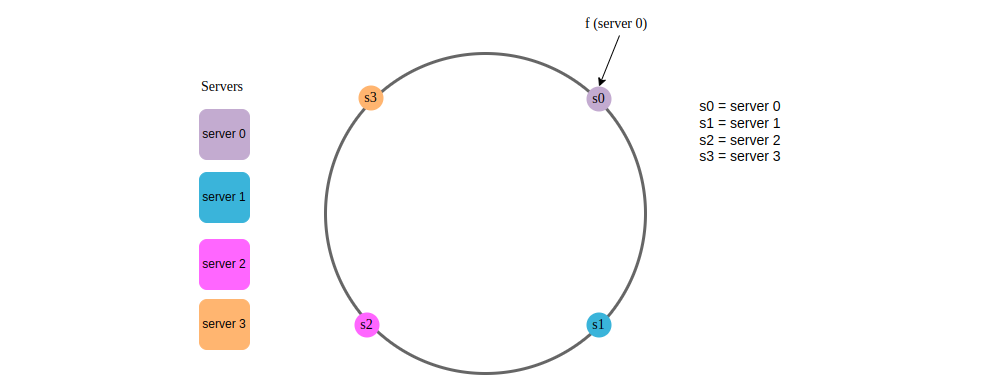 f (server 0)
Servers
server 0
server 1
server 2
server 3
s3
s0
s2
s1
s0 = server 0
s1 = server 1
s2 = server 2
s3 = server 3